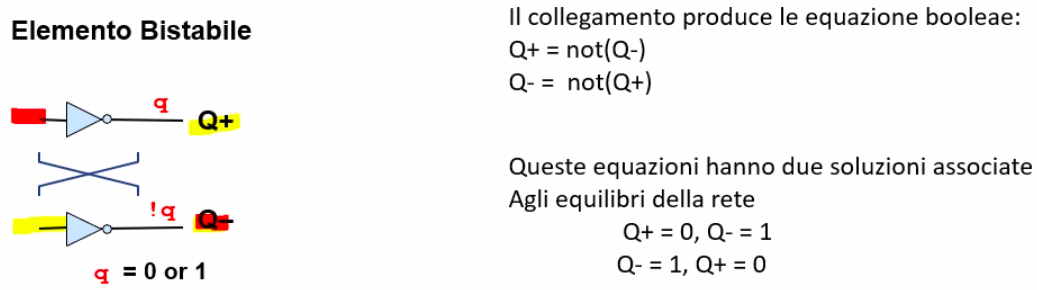 Elemento Bistabile
q
Q+
!q
Q-
q = 0 or 1
Il collegamento produce le equazione booleae:
Q+ = not(Q-)
Q- = not(Q+)
Queste equazioni hanno due soluzioni associate
Agli equilibri della rete
Q+ = 0, Q- = 1
Q- = 1, Q+ = 0